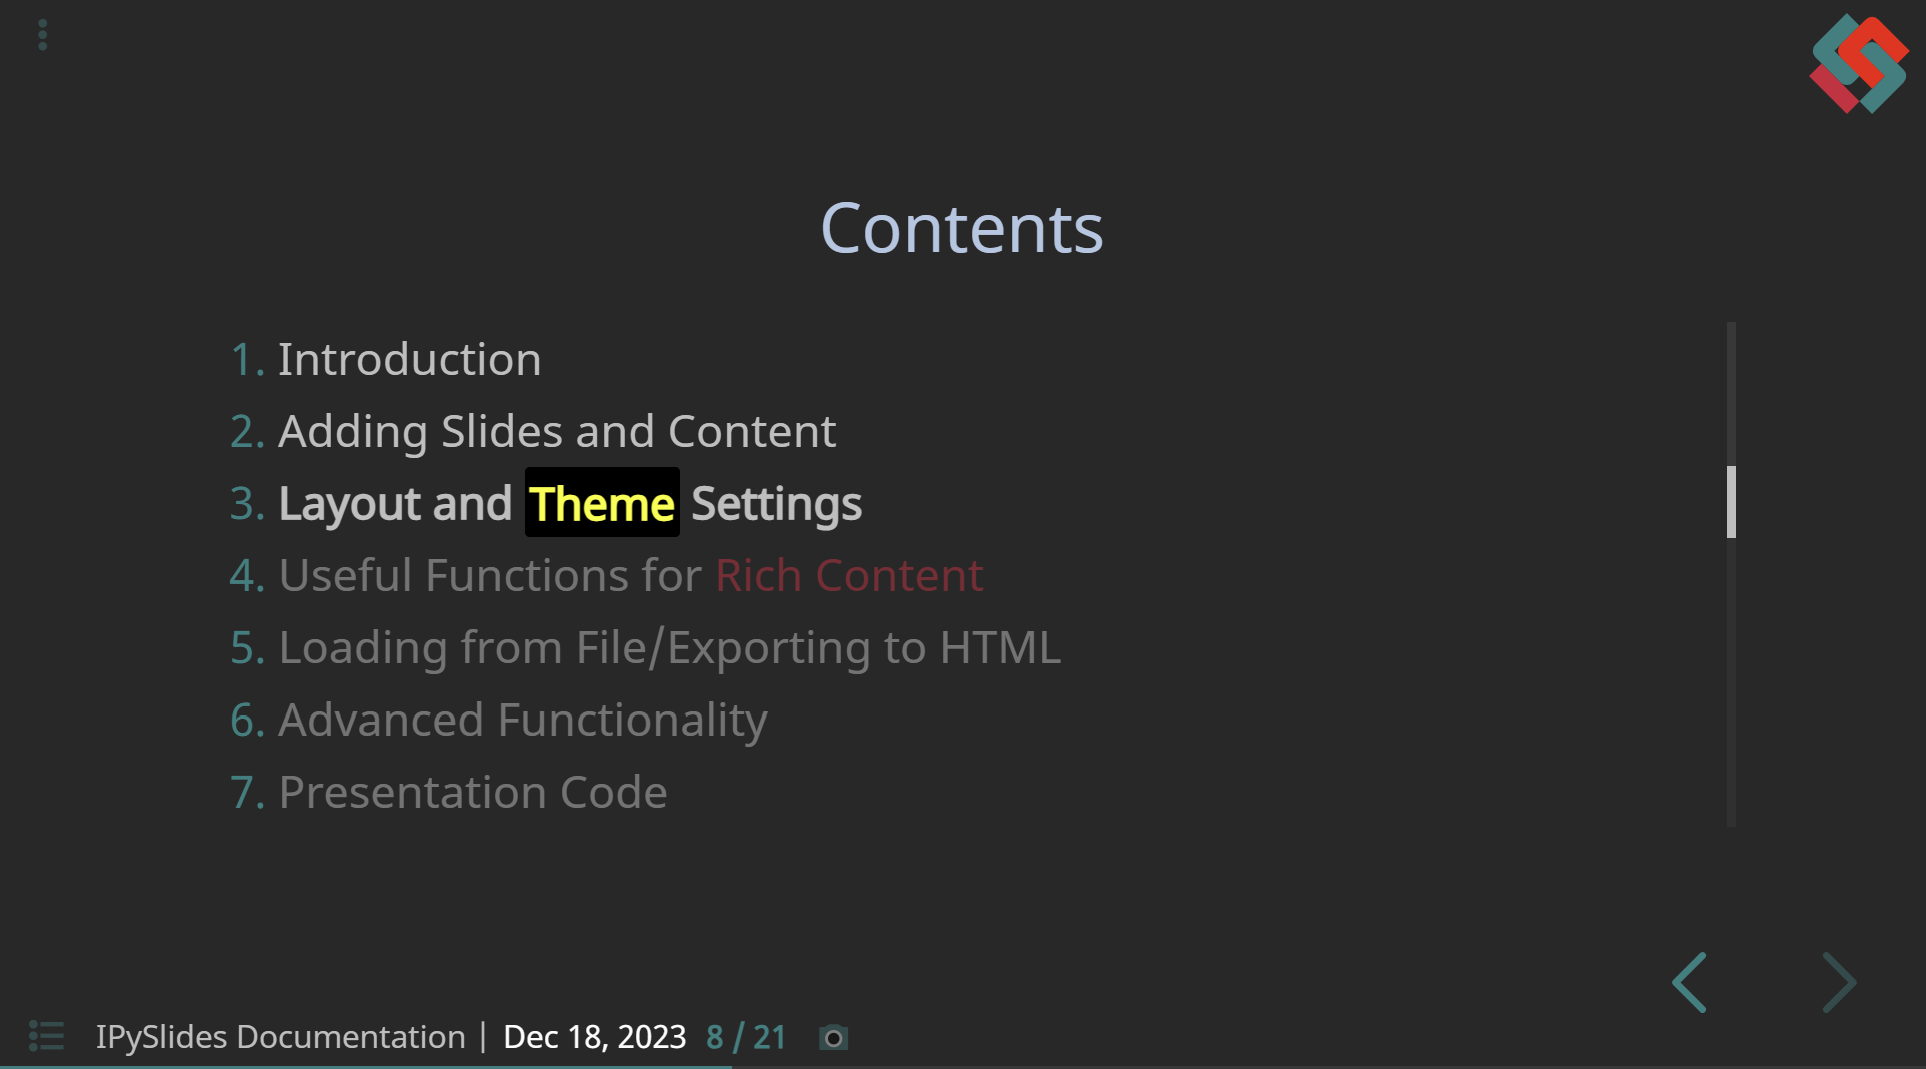 Contents
1. Introduction
2. Adding Slides and Content
3. Layout and Theme Settings
4. Useful Functions for Rich Content
5. Loading from File/Exporting to HTML
6. Advanced Functionality
7. Presentation Code
IPySlides Documentation | Dec 18, 2023 8 / 21